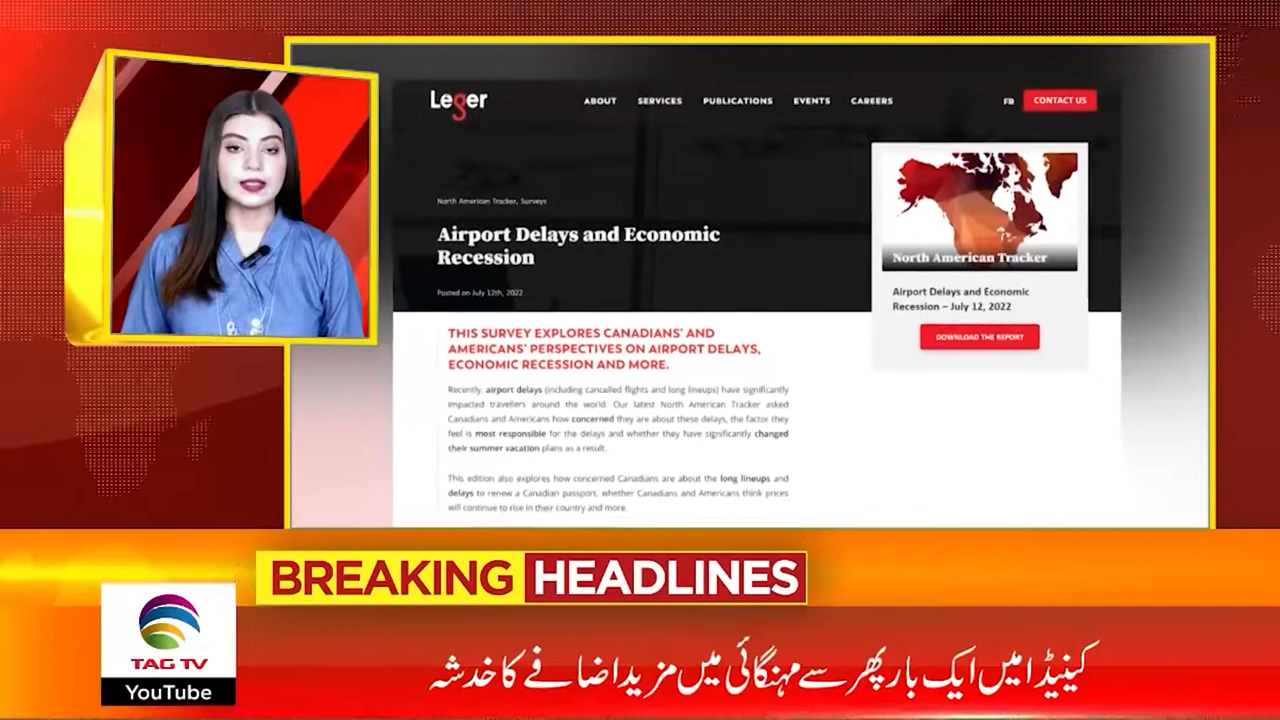 Leger
ABOUT SERVICES PUBLICATIONS EVENTS CAREERS
FR CONTACT US
North American Tracker, Surveys
Airport Delays and Economic
Recession
Posted on July 12th, 2022
North American Tracker
Airport Delays and Economic
Recession – July 12, 2022
DOWNLOAD THE REPORT
THIS SURVEY EXPLORES CANADIANS' AND
AMERICANS' PERSPECTIVES ON AIRPORT DELAYS,
ECONOMIC RECESSION AND MORE.
Recently, airport delays (including cancelled flights and long lineups) have significantly
impacted travellers around the world. Our latest North American Tracker asked
Canadians and Americans how concerned they are about these delays, the factor they
feel is most responsible for the delays and whether they have significantly changed
their summer vacation plans as a result.
This edition also explores how concerned Canadians are about the long lineups and
delays to renew a Canadian passport, whether Canadians and Americans think prices
will continue to rise in their country and more.
BREAKING HEADLINES
TAG TV
YouTube
کینیڈا میں ایک بار پھر سے مہنگائی میں مزید اضافے کا خدشہ